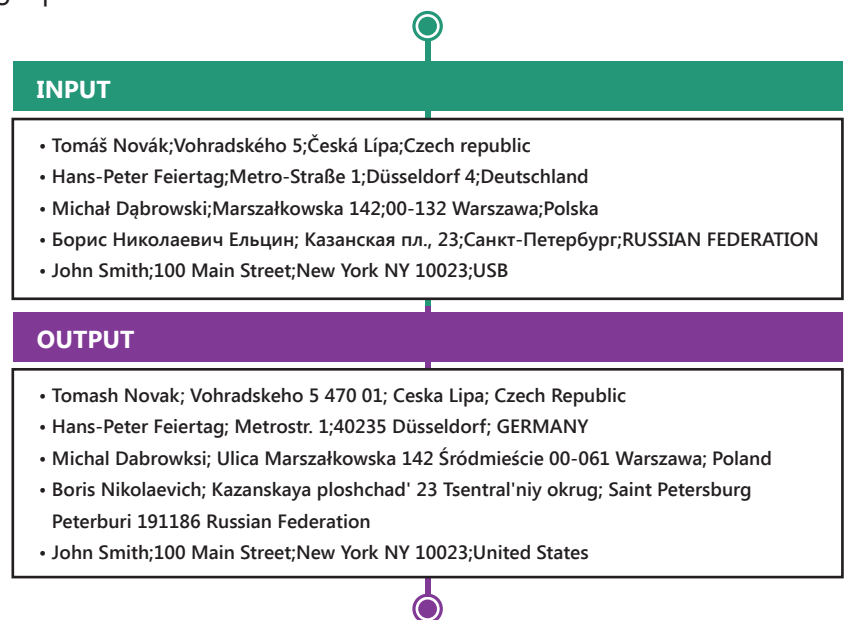 INPUT
• Tomáš Novák;Vohradského 5;Česká Lípa;Czech republic
• Hans-Peter Feiertag;Metro-Straße 1;Düsseldorf 4;Deutschland
• Michał Dąbrowski;Marszałkowska 142;00-132 Warszawa;Polska
• Борис Николаевич Ельцин; Казанская пл., 23;Санкт-Петербург;RUSSIAN FEDERATION
• John Smith;100 Main Street;New York NY 10023;USB
OUTPUT
• Tomash Novak; Vohradskeho 5 470 01; Ceska Lipa; Czech Republic
• Hans-Peter Feiertag; Metrostr. 1;40235 Düsseldorf; GERMANY
• Michal Dabrowksi; Ulica Marszałkowska 142 Śródmieście 00-061 Warszawa; Poland
• Boris Nikolaevich; Kazanskaya ploshchad' 23 Tsentral'niy okrug; Saint Petersburg
Peterburi 191186 Russian Federation
• John Smith;100 Main Street;New York NY 10023;United States